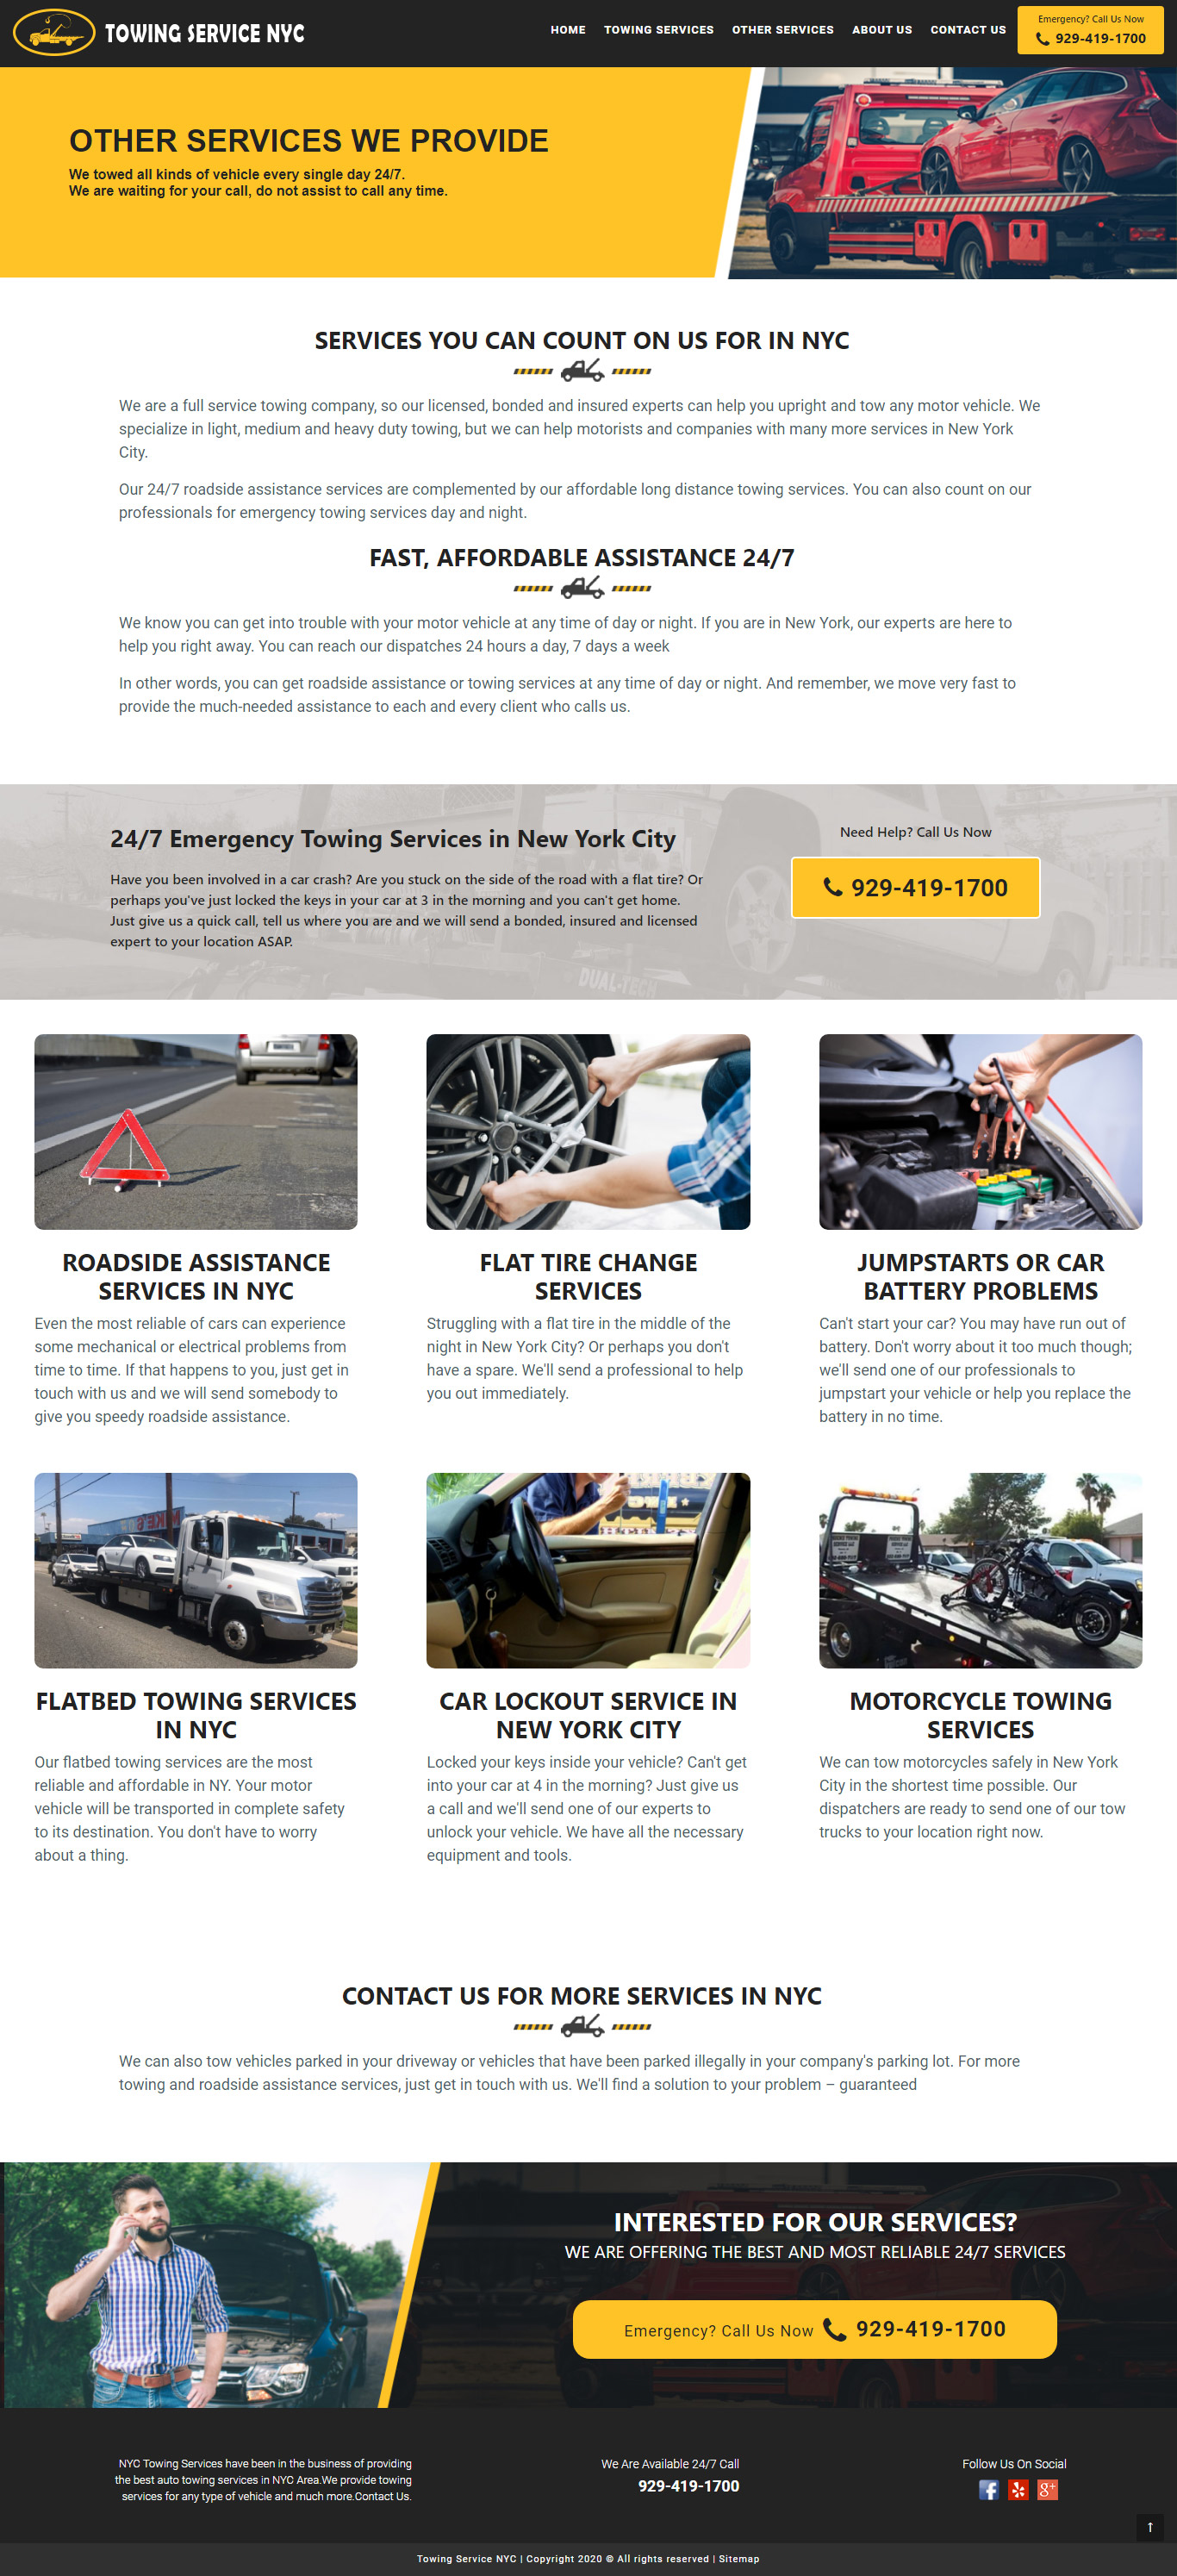 TOWING SERVICE NYC
HOME TOWING SERVICES OTHER SERVICES ABOUT US CONTACT US
Emergency? Call Us Now
929-419-1700
OTHER SERVICES WE PROVIDE
We towed all kinds of vehicle every single day 24/7.
We are waiting for your call, do not assist to call any time.
SERVICES YOU CAN COUNT ON US FOR IN NYC
We are a full service towing company, so our licensed, bonded and insured experts can help you upright and tow any motor vehicle. We
specialize in light, medium and heavy duty towing, but we can help motorists and companies with many more services in New York
City.
Our 24/7 roadside assistance services are complemented by our affordable long distance towing services. You can also count on our
professionals for emergency towing services day and night.
FAST, AFFORDABLE ASSISTANCE 24/7
We know you can get into trouble with your motor vehicle at any time of day or night. If you are in New York, our experts are here to
help you right away. You can reach our dispatches 24 hours a day, 7 days a week
In other words, you can get roadside assistance or towing services at any time of day or night. And remember, we move very fast to
provide the much-needed assistance to each and every client who calls us.
24/7 Emergency Towing Services in New York City
Have you been involved in a car crash? Are you stuck on the side of the road with a flat tire? Or
perhaps you've just locked the keys in your car at 3 in the morning and you can't get home.
Just give us a quick call, tell us where you are and we will send a bonded, insured and licensed
expert to your location ASAP.
Need Help? Call Us Now
929-419-1700
DUAL-TECH
ROADSIDE ASSISTANCE
SERVICES IN NYC
Even the most reliable of cars can experience
some mechanical or electrical problems from
time to time. If that happens to you, just get in
touch with us and we will send somebody to
give you speedy roadside assistance.
FLAT TIRE CHANGE
SERVICES
Struggling with a flat tire in the middle of the
night in New York City? Or perhaps you don't
have a spare. We'll send a professional to help
you out immediately.
JUMPSTARTS OR CAR
BATTERY PROBLEMS
Can't start your car? You may have run out of
battery. Don't worry about it too much though;
we'll send one of our professionals to
jumpstart your vehicle or help you replace the
battery in no time.
FLATBED TOWING SERVICES
IN NYC
Our flatbed towing services are the most
reliable and affordable in NY. Your motor
vehicle will be transported in complete safety
to its destination. You don't have to worry
about a thing.
CAR LOCKOUT SERVICE IN
NEW YORK CITY
Locked your keys inside your vehicle? Can't get
into your car at 4 in the morning? Just give us
a call and we'll send one of our experts to
unlock your vehicle. We have all the necessary
equipment and tools.
MOTORCYCLE TOWING
SERVICES
We can tow motorcycles safely in New York
City in the shortest time possible. Our
dispatchers are ready to send one of our tow
trucks to your location right now.
CONTACT US FOR MORE SERVICES IN NYC
We can also tow vehicles parked in your driveway or vehicles that have been parked illegally in your company's parking lot. For more
towing and roadside assistance services, just get in touch with us. We'll find a solution to your problem – guaranteed
INTERESTED FOR OUR SERVICES?
WE ARE OFFERING THE BEST AND MOST RELIABLE 24/7 SERVICES
Emergency? Call Us Now 929-419-1700
NYC Towing Services have been in the business of providing
the best auto towing services in NYC Area.We provide towing
services for any type of vehicle and much more.Contact Us.
We Are Available 24/7 Call
929-419-1700
Follow Us On Social
Towing Service NYC | Copyright 2020 © All rights reserved | Sitemap